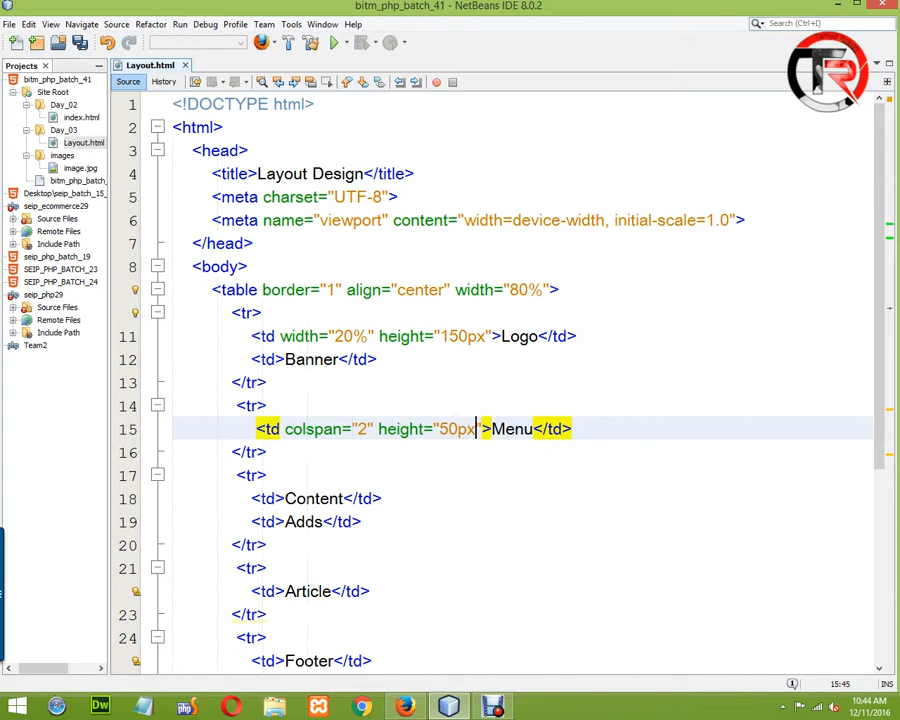 bitm_php_batch_41 - NetBeans IDE 8.0.2
File Edit View Navigate Source Refactor Run Debug Profile Team Tools Window Help
Search (Ctrl+I)
Projects
Layout.html
Source History
bitm_php_batch_41
Site Root
Day_02
index.html
Day_03
Layout.html
images
image.jpg
bitm_php_batch_
Desktop\seip_batch_15_
seip_ecommerce29
Source Files
Remote Files
Include Path
seip_php_batch_19
SEIP_PHP_BATCH_23
SEIP_PHP_BATCH_24
seip_php29
Source Files
Remote Files
Include Path
Team2
1 <!DOCTYPE html>
2 <html>
3 <head>
4 <title>Layout Design</title>
5 <meta charset="UTF-8">
6 <meta name="viewport" content="width=device-width, initial-scale=1.0">
7 </head>
8 <body>
<table border="1" align="center" width="80%">
<tr>
11 <td width="20%" height="150px">Logo</td>
12 <td>Banner</td>
13 </tr>
14 <tr>
15 <td colspan="2" height="50px">Menu</td>
16 </tr>
17 <tr>
18 <td>Content</td>
19 <td>Adds</td>
20 </tr>
21 <tr>
<td>Article</td>
23 </tr>
24 <tr>
<td>Footer</td>
TR
15:45 INS
Dw
php
10:44 AM
12/11/2016